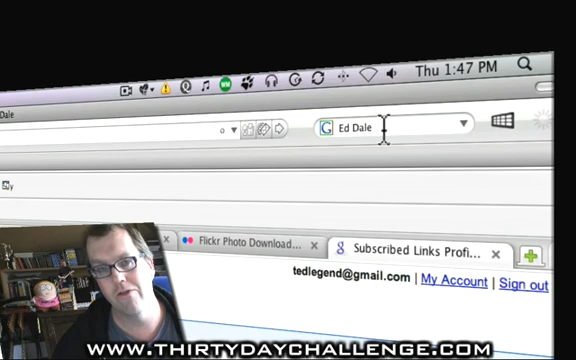 Thu 1:47 PM
Dale
Ed Dale
Flickr Photo Download...
Subscribed Links Profi...
tedlegend@gmail.com | My Account | Sign out
WWW.THIRTYDAYCHALLENGE.COM